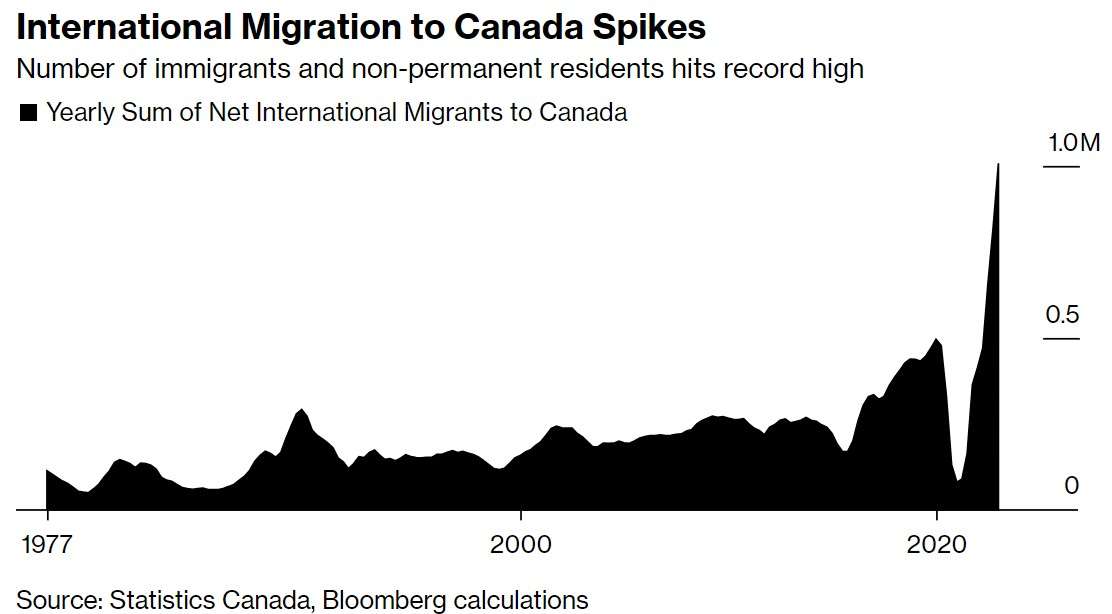 International Migration to Canada Spikes
Number of immigrants and non-permanent residents hits record high
Yearly Sum of Net International Migrants to Canada
1.0M
0.5
0
1977 2000 2020
Source: Statistics Canada, Bloomberg calculations